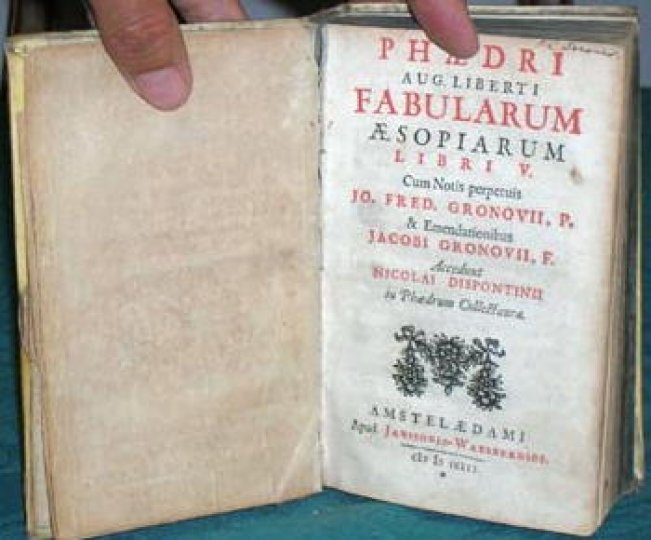 PHÆDRI
AUG. LIBERTI
FABULARUM
ÆSOPIARUM
LIBRI V.
Cum Notis perpetuis
JO. FRED. GRONOVII, P.
& Emendationibus
JACOBI GRONOVII, F.
Accedunt
NICOLAI DISPONTINII
in Phædrum Collectanea.
AMSTELÆDAMI
Apud JANSSONIO-WAESBERGIOS.